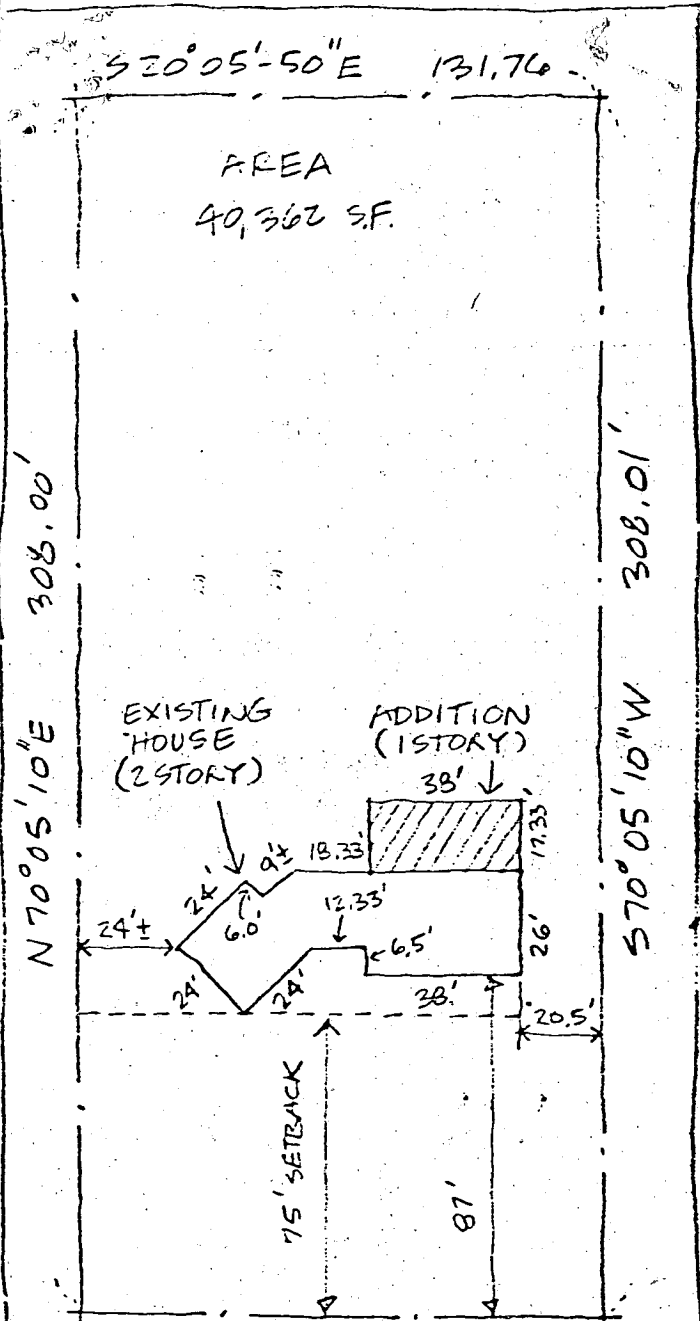 S 20° 05'-50" E 131.76
AREA
40,362 S.F.
N 70° 05' 10" E 308.00'
308.01'
S 70° 05' 10" W
EXISTING
HOUSE
(2 STORY)
ADDITION
(1 STORY)
38'
17.33'
18.33'
9'±
24'
6.0'
12.33'
6.5'
26'
24'±
24'
24'
38'
20.5'
75' SETBACK
87'